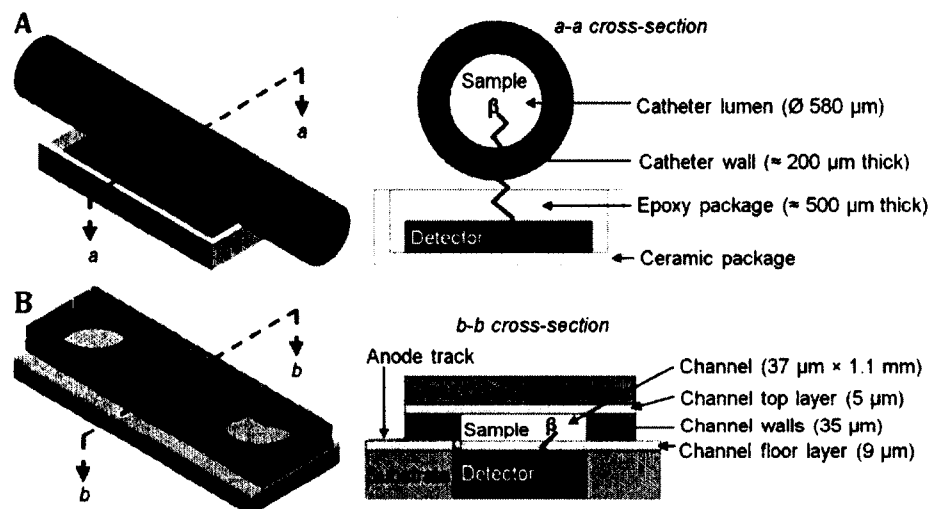 A
a-a cross-section
Sample
β
Catheter lumen (Ø 580 µm)
a
Catheter wall (≈ 200 µm thick)
Epoxy package (≈ 500 µm thick)
Detector
a
Ceramic package
B
b-b cross-section
Anode track
b
Channel (37 µm × 1.1 mm)
Channel top layer (5 µm)
Sample β
Channel walls (35 µm)
Channel floor layer (9 µm)
Detector
b